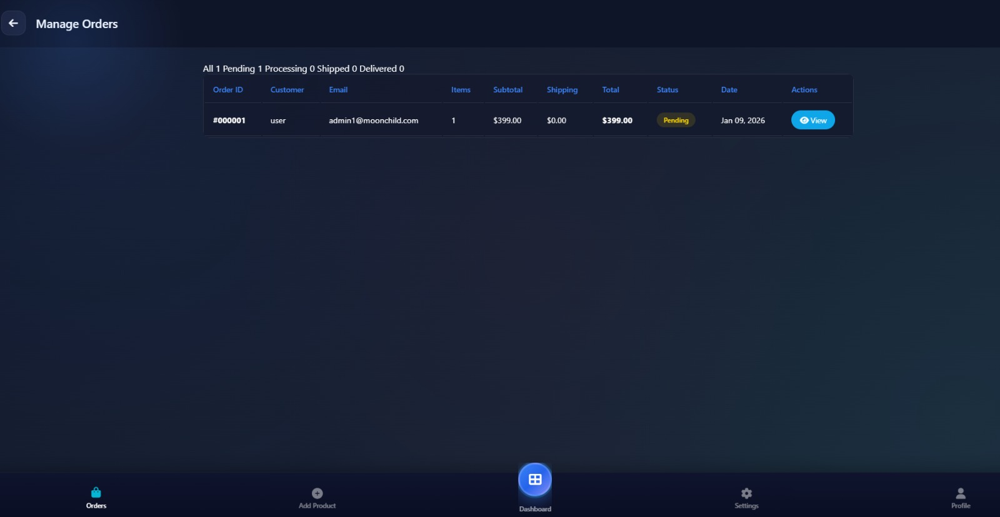 Manage Orders
All 1 Pending 1 Processing 0 Shipped 0 Delivered 0
Order ID Customer Email Items Subtotal Shipping Total Status Date Actions
#000001 user admin1@moonchild.com 1 $399.00 $0.00 $399.00 Pending Jan 09, 2026 View
Orders Add Product Dashboard Settings Profile